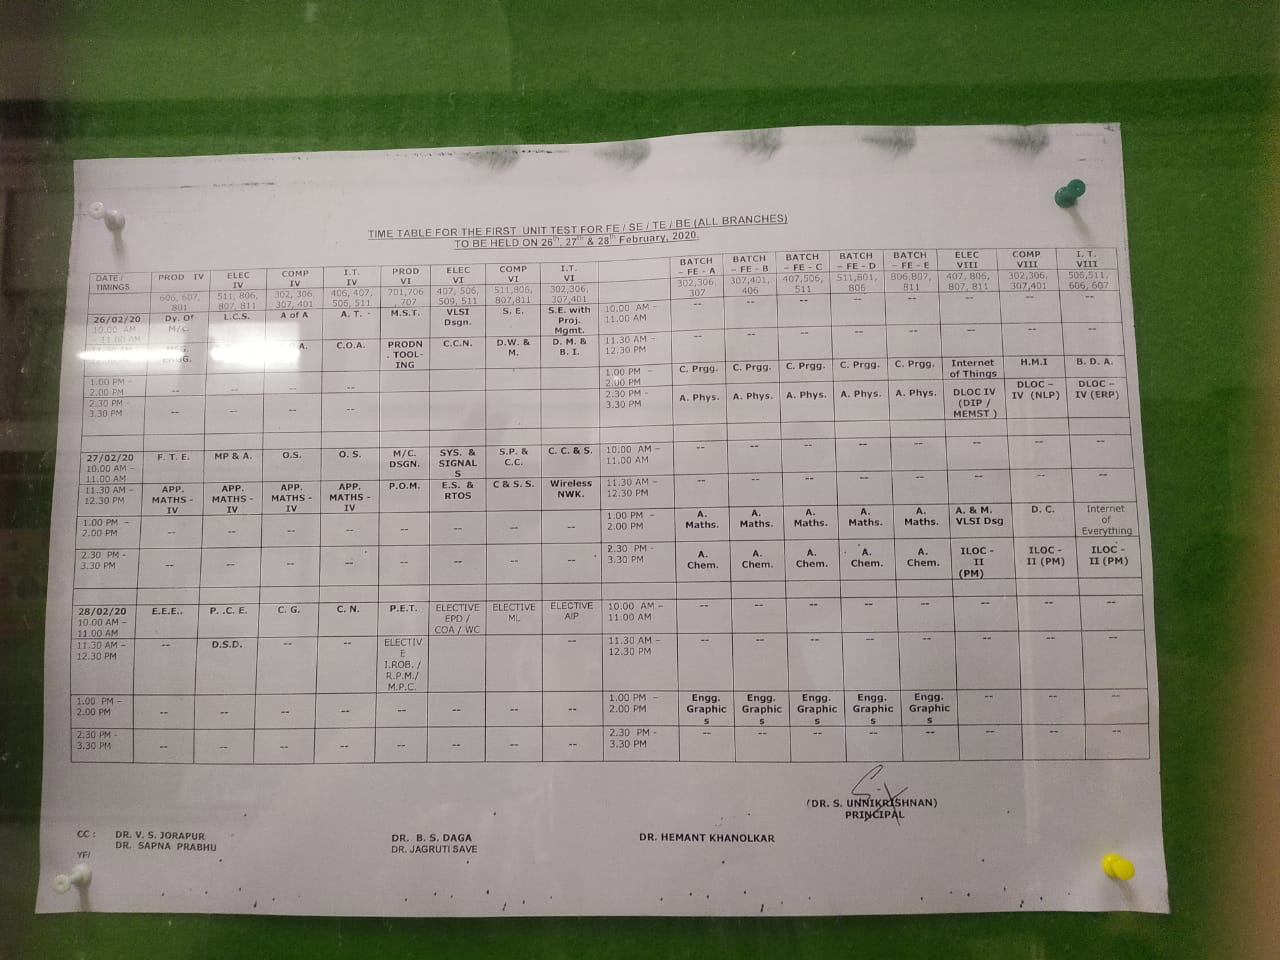 TIME TABLE FOR THE FIRST UNIT TEST FOR FE / SE / TE / BE (ALL BRANCHES)
TO BE HELD ON 26th, 27th & 28th February, 2020.
DATE / TIMINGS PROD IV ELEC IV COMP IV I.T. IV PROD VI ELEC VI COMP VI I.T. VI BATCH – FE - A BATCH – FE - B BATCH – FE - C BATCH – FE - D BATCH – FE - E ELEC VIII COMP VIII I. T. VIII
606, 607, 801 511, 806, 807, 811 302, 306, 307, 401 406, 407, 506, 511 701,706 ,707 407, 506, 509, 511 511,806, 807,811 302,306, 307,401 302,306, 307 307,401, 406 407,506, 511 511,801, 806 806,807, 811 407, 806, 807, 811 302,306, 307,401 506,511, 606, 607
26/02/20 10.00 AM – 11.00 AM Dy. Of M/C. L.C.S. A of A A. T. - M.S.T. VLSI Dsgn. S. E. S.E. with Proj. Mgmt. 10.00 AM – 11.00 AM -- -- -- -- -- -- -- --
C.O.A. PRODN . TOOL- ING C.C.N. D.W. & M. D. M. & B. I. 11.30 AM – 12.30 PM -- -- -- -- -- -- -- --
1.00 PM – 2.00 PM -- -- -- -- 1.00 PM – 2.00 PM C. Prgg. C. Prgg. C. Prgg. C. Prgg. C. Prgg. Internet of Things H.M.I B. D. A.
2.30 PM - 3.30 PM -- -- -- -- 2.30 PM - 3.30 PM A. Phys. A. Phys. A. Phys. A. Phys. A. Phys. DLOC IV (DIP / MEMST ) DLOC – IV (NLP) DLOC – IV (ERP)
27/02/20 10.00 AM – 11.00 AM F. T. E. MP & A. O.S. O. S. M/C. DSGN. SYS. & SIGNAL S S.P. & C.C. C. C. & S. 10.00 AM – 11.00 AM -- -- -- -- -- -- -- --
11.30 AM – 12.30 PM APP. MATHS - IV APP. MATHS - IV APP. MATHS - IV APP. MATHS - IV P.O.M. E.S. & RTOS C & S. S. Wireless NWK. 11.30 AM – 12.30 PM -- -- -- -- -- -- -- --
1.00 PM – 2.00 PM -- -- -- -- -- -- -- -- 1.00 PM – 2.00 PM A. Maths. A. Maths. A. Maths. A. Maths. A. Maths. A. & M. VLSI Dsg D. C. Internet of Everything
2.30 PM - 3.30 PM -- -- -- -- -- -- -- -- 2.30 PM - 3.30 PM A. Chem. A. Chem. A. Chem. A. Chem. A. Chem. ILOC - II (PM) ILOC - II (PM) ILOC - II (PM)
28/02/20 10.00 AM – 11.00 AM E.E.E.. P. .C. E. C. G. C. N. P.E.T. ELECTIVE EPD / COA / WC ELECTIVE ML ELECTIVE AIP 10.00 AM – 11.00 AM -- -- -- -- -- -- -- --
11.30 AM – 12.30 PM -- D.S.D. -- -- ELECTIV E I.ROB. / R.P.M./ M.P.C. -- 11.30 AM – 12.30 PM -- -- -- -- -- -- -- --
1.00 PM – 2.00 PM -- -- -- -- -- -- -- -- 1.00 PM – 2.00 PM Engg. Graphic s Engg. Graphic s Engg. Graphic s Engg. Graphic s Engg. Graphic s -- -- --
2.30 PM - 3.30 PM -- -- -- -- -- -- -- -- 2.30 PM - 3.30 PM -- -- -- -- -- -- -- --
(DR. S. UNNIKRISHNAN)
PRINCIPAL
CC : DR. V. S. JORAPUR DR. B. S. DAGA DR. HEMANT KHANOLKAR
DR. SAPNA PRABHU DR. JAGRUTI SAVE
YF/